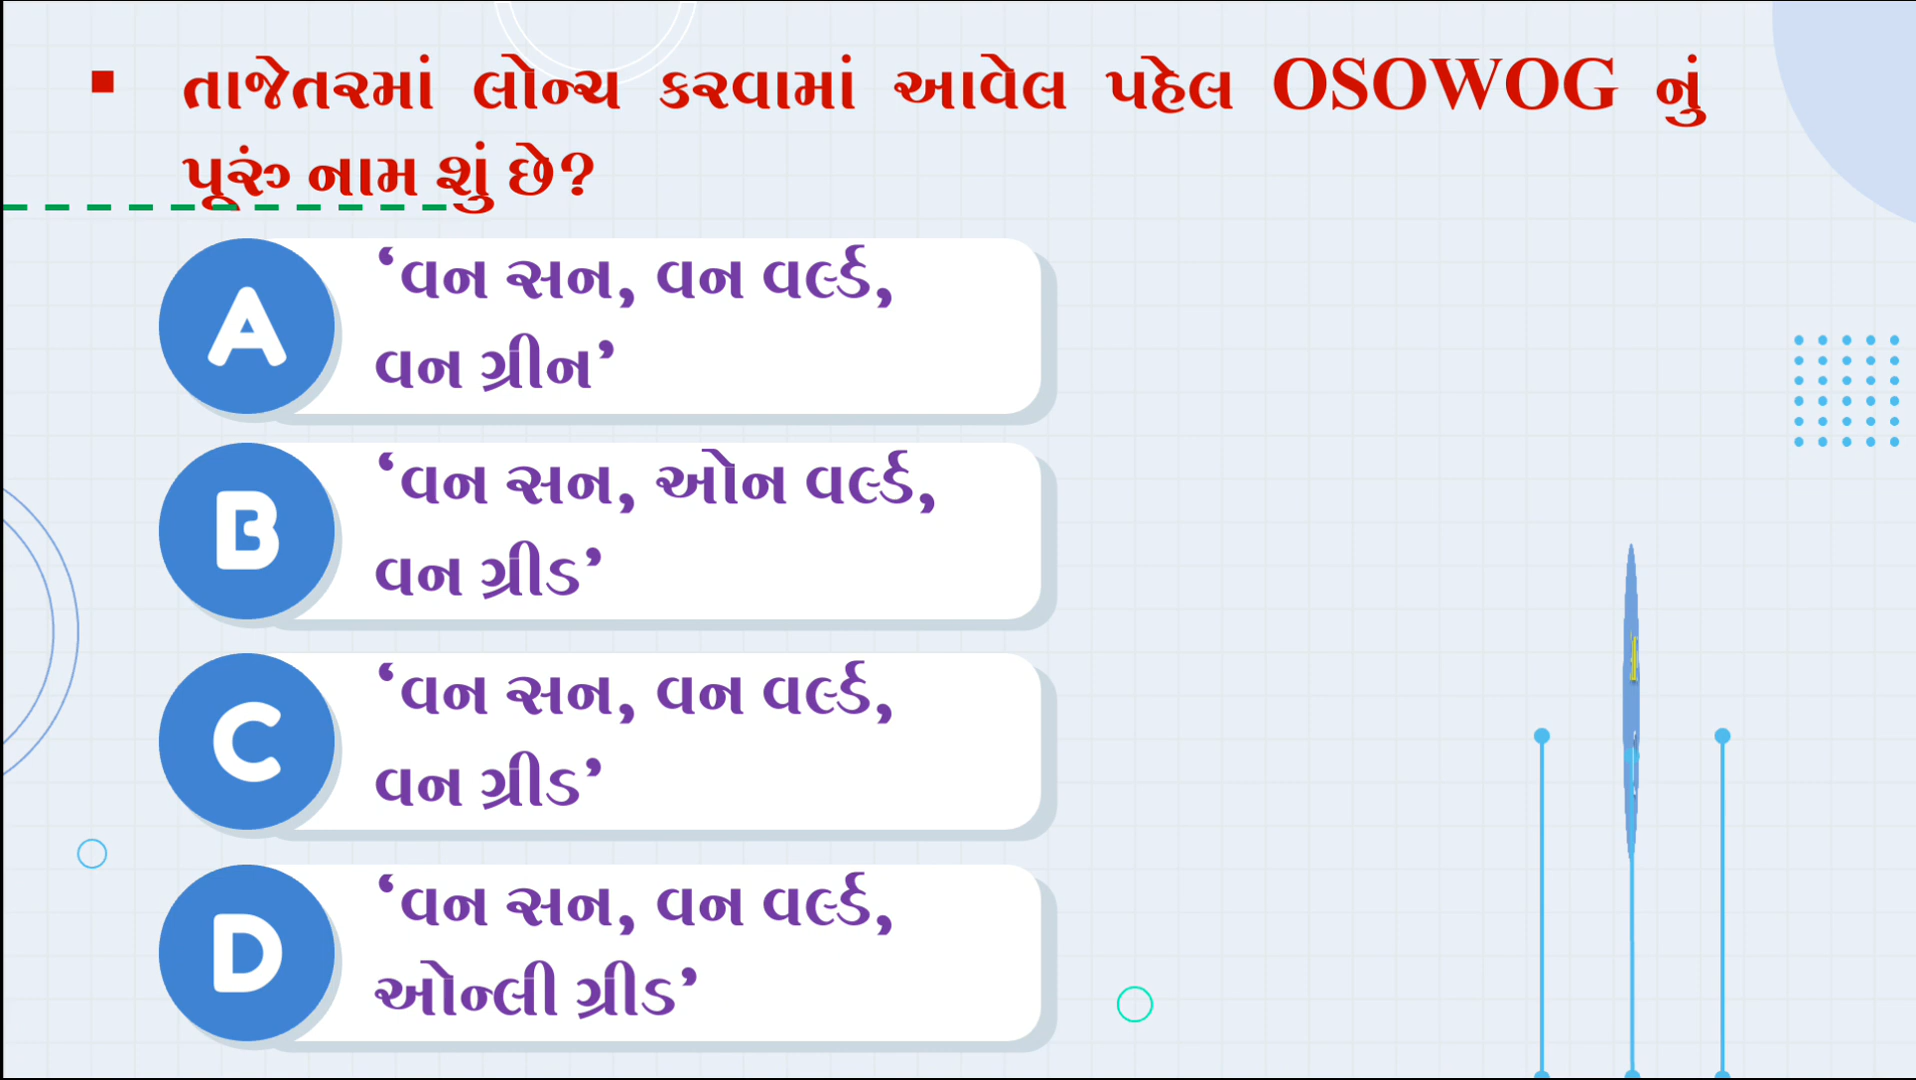 ▪ તાજેતરમાં લોન્ચ કરવામાં આવેલ પહેલ OSOWOG નું
પૂરું નામ શું છે?
A ‘વન સન, વન વર્લ્ડ,
વન ગ્રીન’
B ‘વન સન, ઓન વર્લ્ડ,
વન ગ્રીડ’
C ‘વન સન, વન વર્લ્ડ,
વન ગ્રીડ’
D ‘વન સન, વન વર્લ્ડ,
ઓન્લી ગ્રીડ’